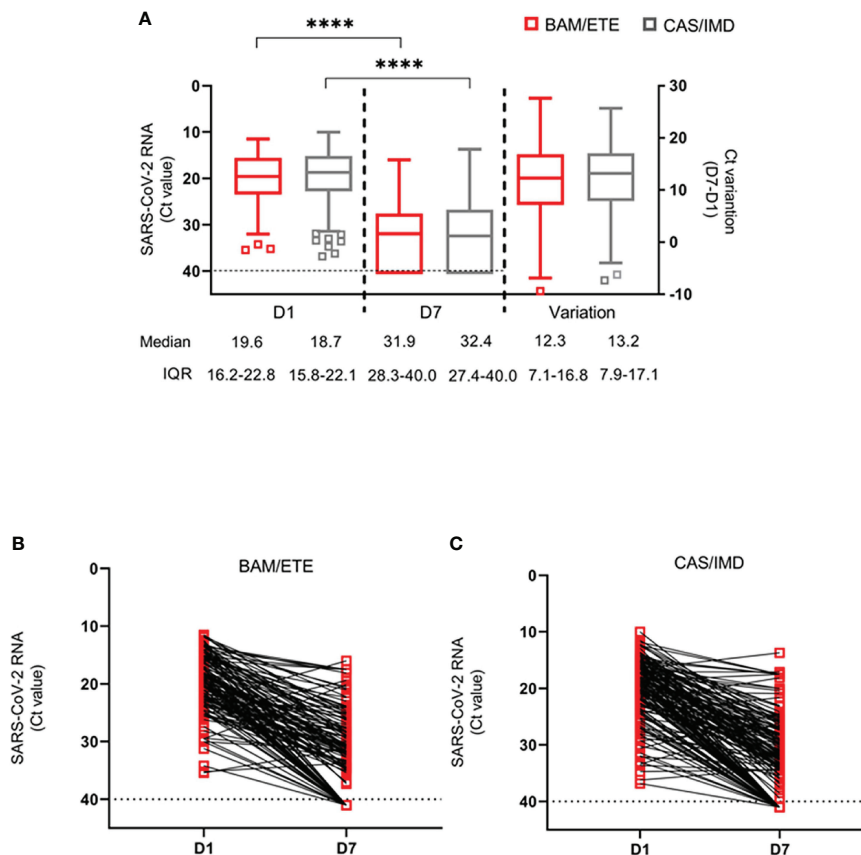 A
**** BAM/ETE CAS/IMD
****
0 30
10 20
20 10
30 0
40 -10
SARS-CoV-2 RNA
(Ct value)
Ct variantion
(D7-D1)
D1 D7 Variation
Median 19.6 18.7 31.9 32.4 12.3 13.2
IQR 16.2-22.8 15.8-22.1 28.3-40.0 27.4-40.0 7.1-16.8 7.9-17.1
B
BAM/ETE
SARS-CoV-2 RNA
(Ct value)
0
10
20
30
40
D1 D7
C
CAS/IMD
SARS-CoV-2 RNA
(Ct value)
0
10
20
30
40
D1 D7